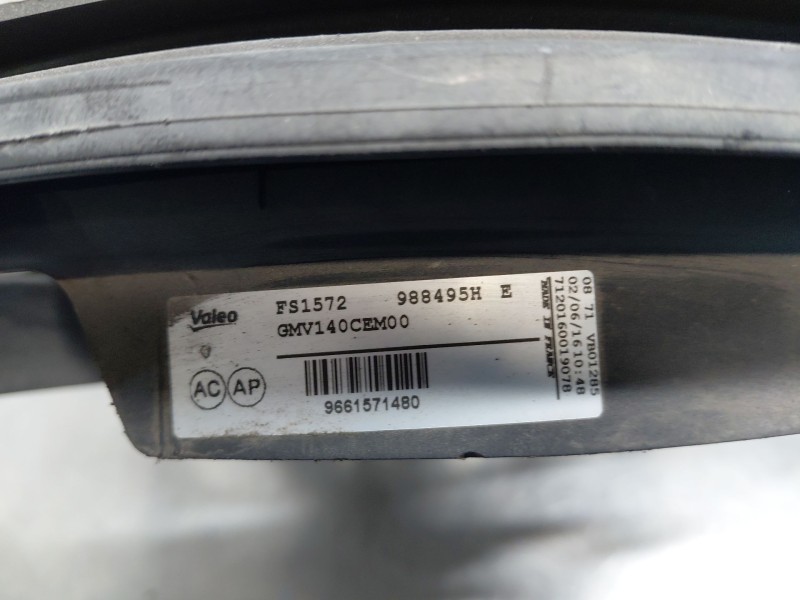 Valeo
FS1572 988495H E
GMV140CEM00
AC AP
9661571480
MADE IN FRANCE
08 71 VB01285
02/06/16 10:48
7120160019078